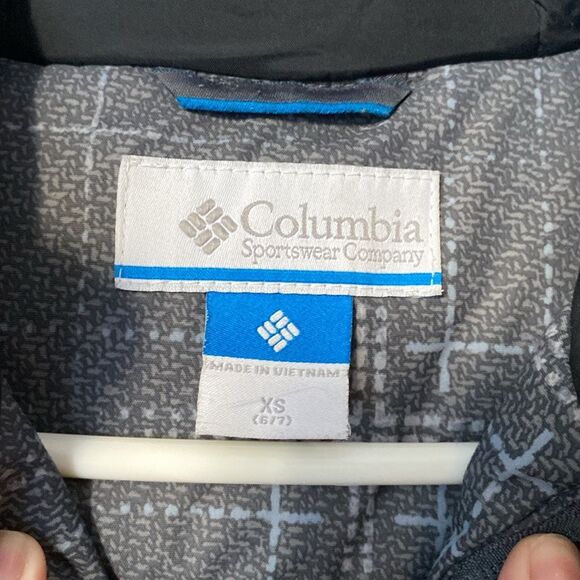 Columbia
Sportswear Company
MADE IN VIETNAM
XS
(6/7)